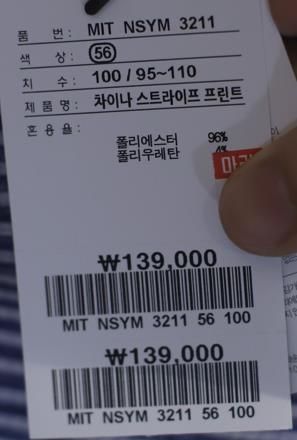 품 번 : MIT NSYM 3211
색 상 : 56
치 수 : 100 / 95~110
제 품 명 : 차이나 스트라이프 프린트
혼 용 율 :
폴리에스터 96%
폴리우레탄 4%
₩139,000
MIT NSYM 3211 56 100
₩139,000
MIT NSYM 3211 56 100